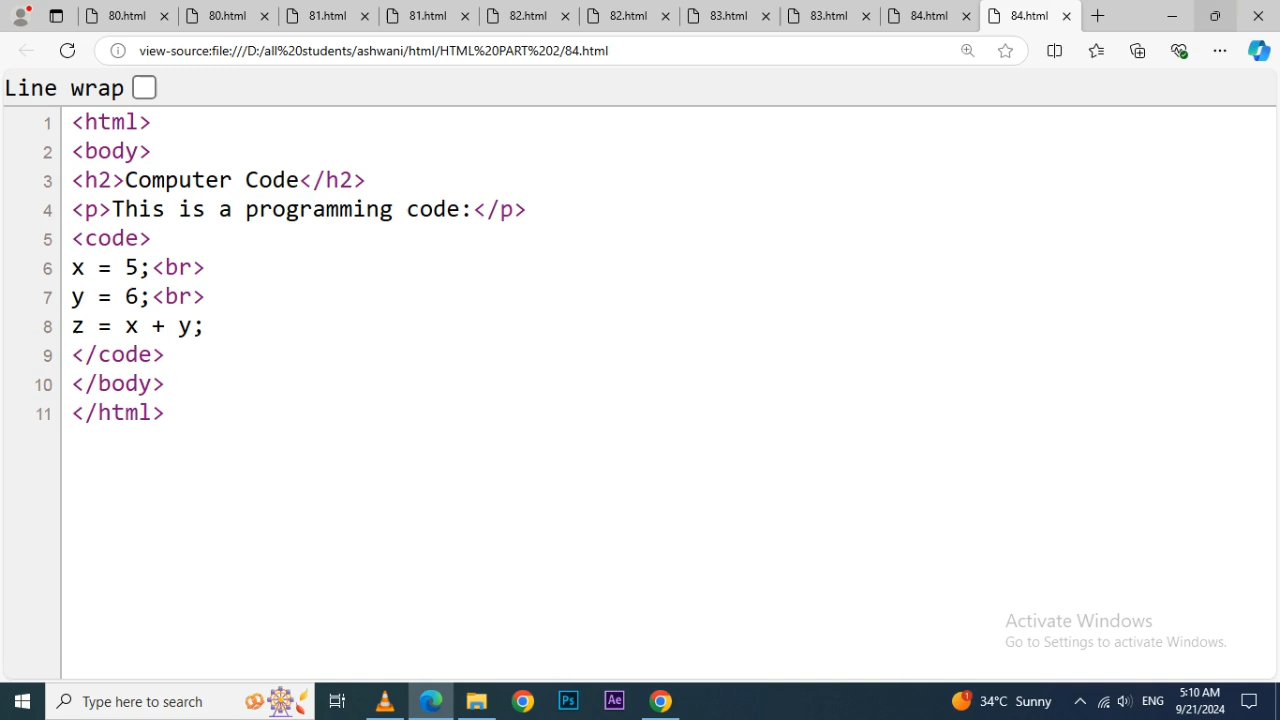 80.html 80.html 81.html 81.html 82.html 82.html 83.html 83.html 84.html 84.html
view-source:file:///D:/all%20students/ashwani/html/HTML%20PART%202/84.html
Line wrap
1 <html>
2 <body>
3 <h2>Computer Code</h2>
4 <p>This is a programming code:</p>
5 <code>
6 x = 5;<br>
7 y = 6;<br>
8 z = x + y;
9 </code>
10 </body>
11 </html>
Activate Windows
Go to Settings to activate Windows.
Type here to search Ps Ae 1 34°C Sunny ENG 5:10 AM
9/21/2024